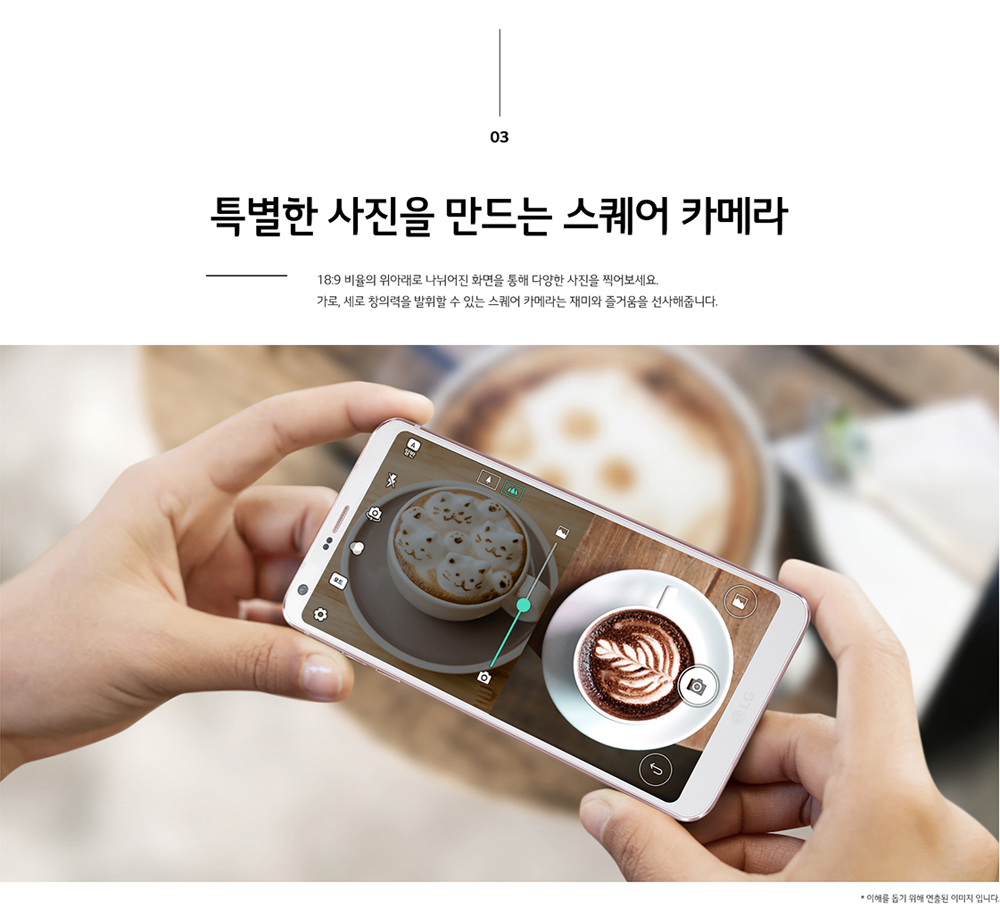 03
특별한 사진을 만드는 스퀘어 카메라
18:9 비율의 위아래로 나뉘어진 화면을 통해 다양한 사진을 찍어보세요.
가로, 세로 창의력을 발휘할 수 있는 스퀘어 카메라는 재미와 즐거움을 선사해줍니다.
A
일반
모드
LG
* 이해를 돕기 위해 연출된 이미지 입니다.